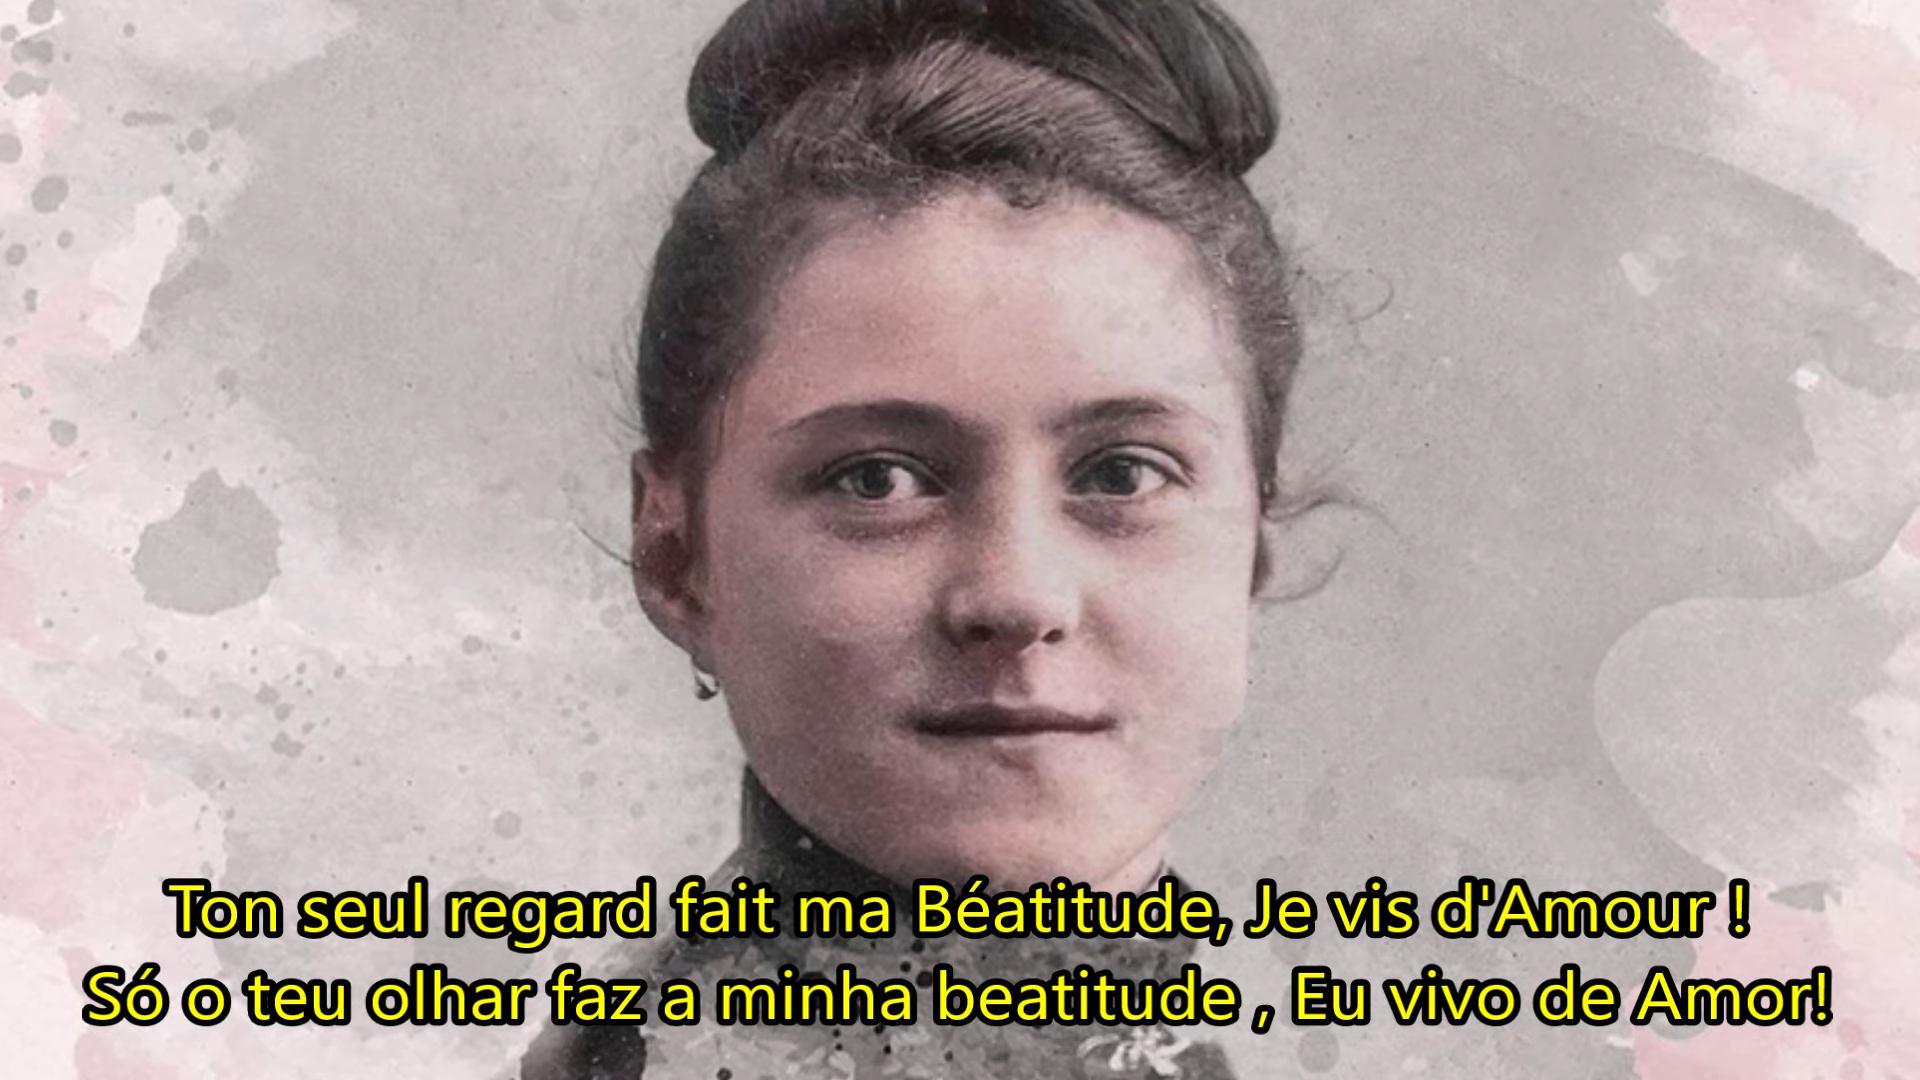 Ton seul regard fait ma Béatitude, Je vis d'Amour !
Só o teu olhar faz a minha beatitude , Eu vivo de Amor!